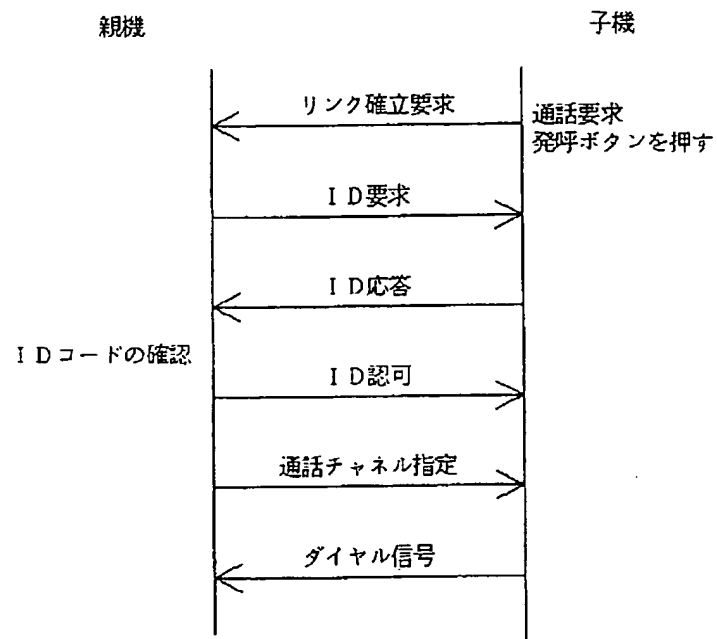 親機
子機
リンク確立要求
通話要求
発呼ボタンを押す
ID要求
ID応答
IDコードの確認
ID認可
通話チャネル指定
ダイヤル信号